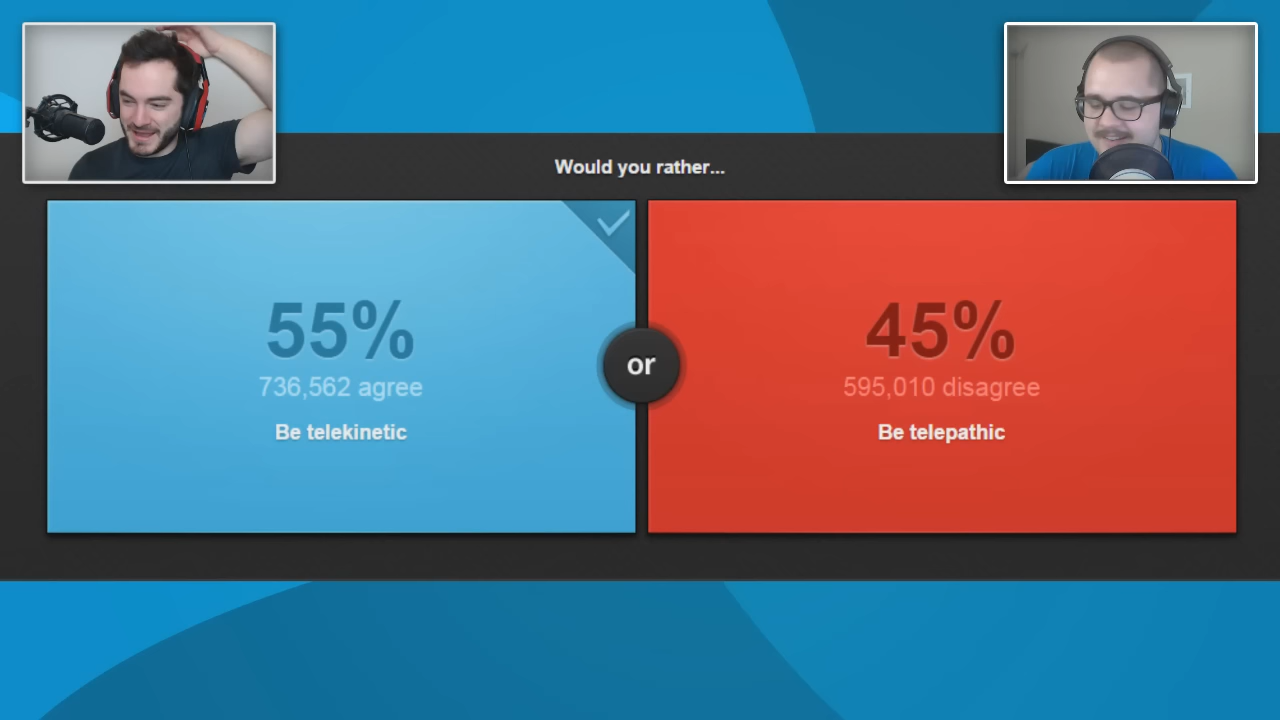 Would you rather...
55%
736,562 agree
Be telekinetic
or
45%
595,010 disagree
Be telepathic